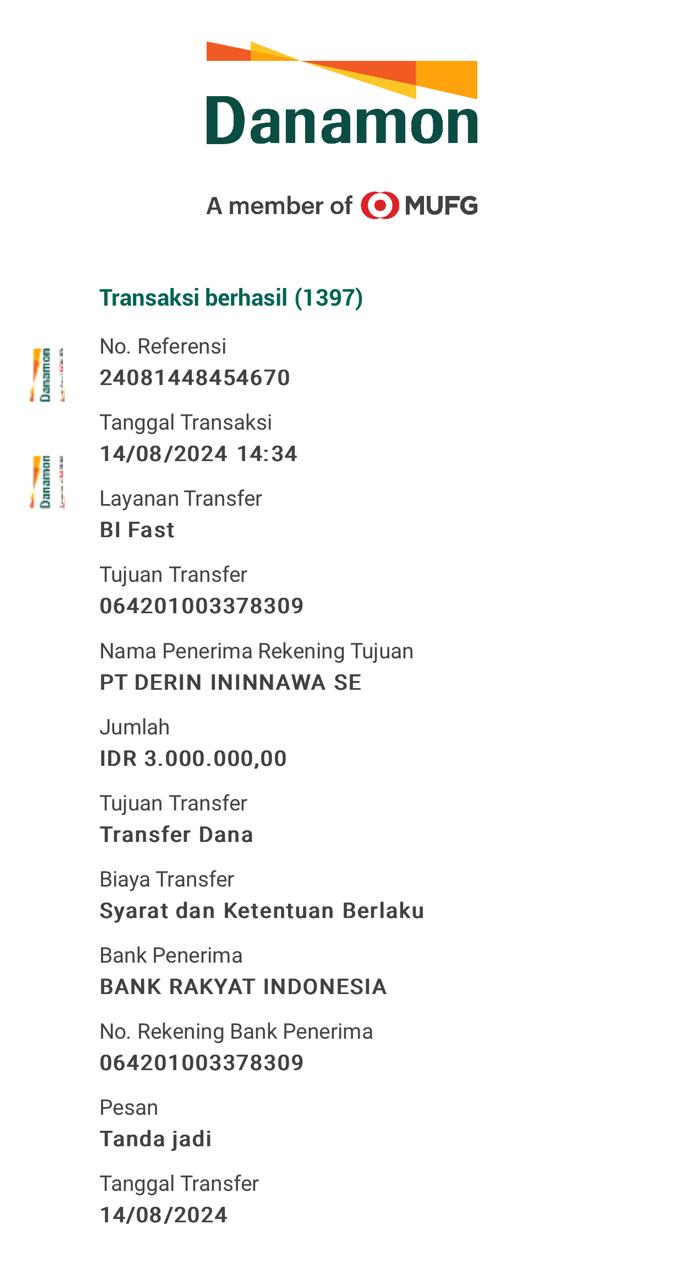 Danamon
A member of MUFG
Transaksi berhasil (1397)
No. Referensi
24081448454670
Tanggal Transaksi
14/08/2024 14:34
Layanan Transfer
BI Fast
Tujuan Transfer
064201003378309
Nama Penerima Rekening Tujuan
PT DERIN ININNAWA SE
Jumlah
IDR 3.000.000,00
Tujuan Transfer
Transfer Dana
Biaya Transfer
Syarat dan Ketentuan Berlaku
Bank Penerima
BANK RAKYAT INDONESIA
No. Rekening Bank Penerima
064201003378309
Pesan
Tanda jadi
Tanggal Transfer
14/08/2024
Danamon
Danamon